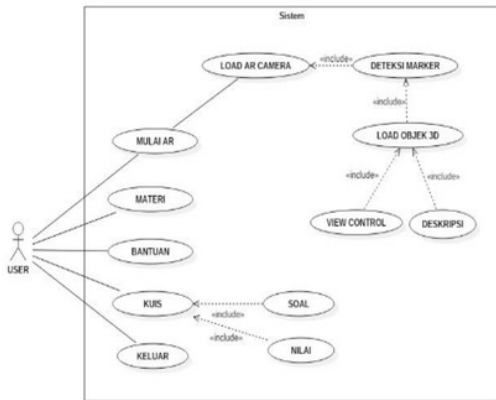 Sistem
LOAD AR CAMERA
«include»
DETEKSI MARKER
«include»
MULAI AR
LOAD OBJEK 3D
«include»
«include»
MATERI
VIEW CONTROL
DESKRIPSI
USER
BANTUAN
KUIS
«include»
SOAL
«include»
NILAI
KELUAR